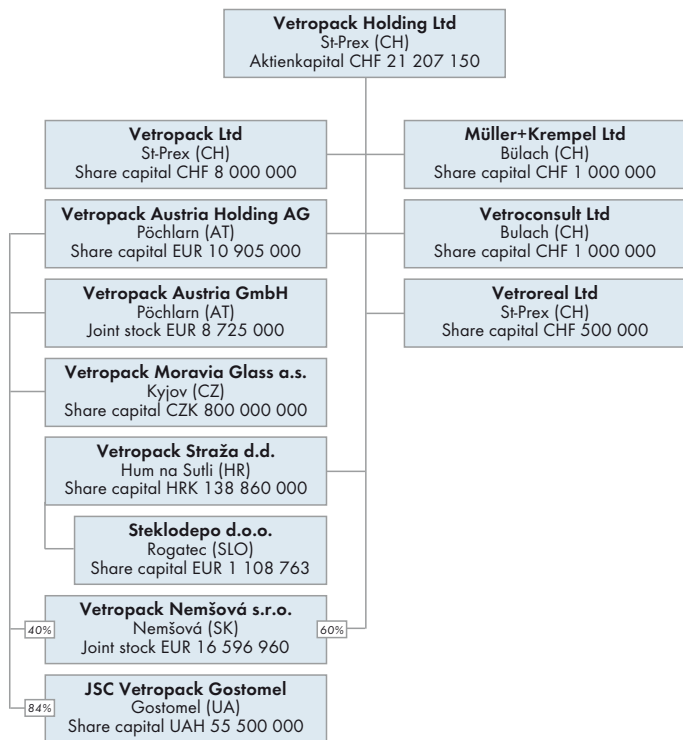 Vetropack Holding Ltd
St-Prex (CH)
Aktienkapital CHF 21 207 150
Vetropack Ltd
St-Prex (CH)
Share capital CHF 8 000 000
Müller+Krempel Ltd
Bülach (CH)
Share capital CHF 1 000 000
Vetropack Austria Holding AG
Pöchlarn (AT)
Share capital EUR 10 905 000
Vetroconsult Ltd
Bulach (CH)
Share capital CHF 1 000 000
Vetropack Austria GmbH
Pöchlarn (AT)
Joint stock EUR 8 725 000
Vetroreal Ltd
St-Prex (CH)
Share capital CHF 500 000
Vetropack Moravia Glass a.s.
Kyjov (CZ)
Share capital CZK 800 000 000
Vetropack Straža d.d.
Hum na Sutli (HR)
Share capital HRK 138 860 000
Steklodepo d.o.o.
Rogatec (SLO)
Share capital EUR 1 108 763
40%
Vetropack Nemšová s.r.o.
Nemšová (SK)
Joint stock EUR 16 596 960
60%
84%
JSC Vetropack Gostomel
Gostomel (UA)
Share capital UAH 55 500 000